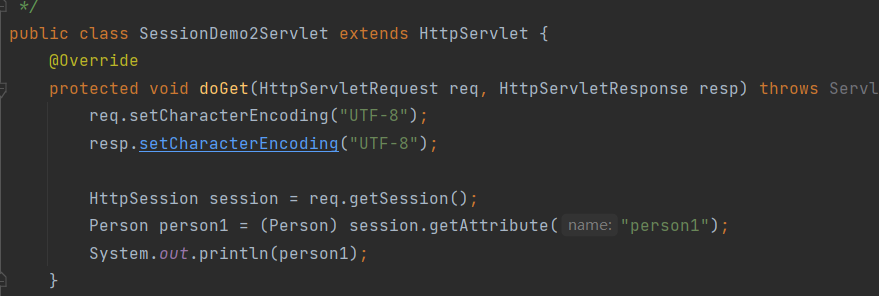 */
public class SessionDemo2Servlet extends HttpServlet {
@Override
protected void doGet(HttpServletRequest req, HttpServletResponse resp) throws Servl
req.setCharacterEncoding("UTF-8");
resp.setCharacterEncoding("UTF-8");
HttpSession session = req.getSession();
Person person1 = (Person) session.getAttribute( name: "person1");
System.out.println(person1);
}